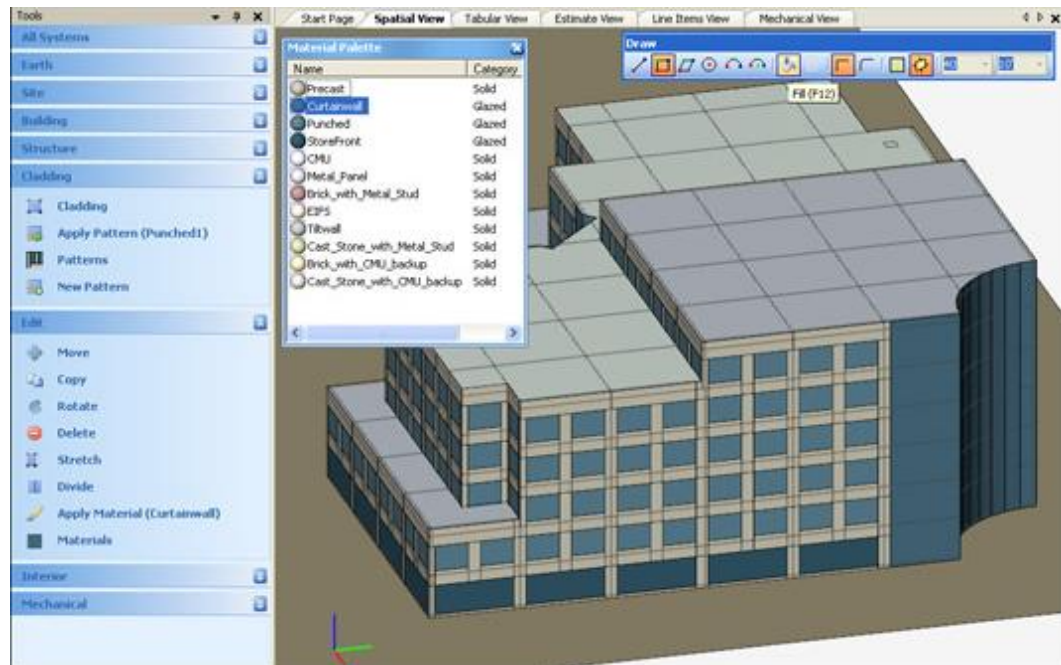 Tools
All Systems
Earth
Site
Building
Structure
Cladding
Cladding
Apply Pattern (Punched1)
Patterns
New Pattern
Edit
Move
Copy
Rotate
Delete
Stretch
Divide
Apply Material (Curtainwall)
Materials
Interior
Mechanical
Start Page Spatial View Tabular View Estimate View Line Items View Mechanical View
Material Palette
Name Category
Precast Solid
Curtainwall Glazed
Punched Glazed
StoreFront Glazed
CMU Solid
Metal_Panel Solid
Brick_with_Metal_Stud Solid
EIFS Solid
Tiltwall Solid
Cast_Stone_with_Metal_Stud Solid
Brick_with_CMU_backup Solid
Cast_Stone_with_CMU_backup Solid
Draw
Fill (F12)